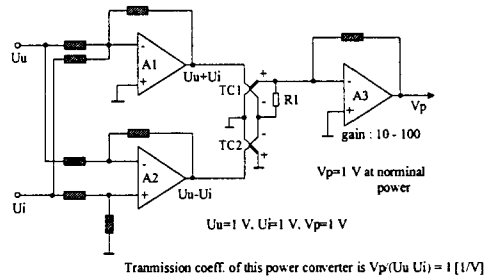 Uu
-
A1
+
Uu+Ui
TC1
+
-
R1
-
A3
+
Vp
gain : 10 - 100
TC2
-
+
-
A2
+
Uu-Ui
Ui
Vp=1 V at norminal
power
Uu=1 V, Ui=1 V, Vp=1 V
Tranmission coeff. of this power converter is Vp/(Uu Ui) = 1 [1/V]